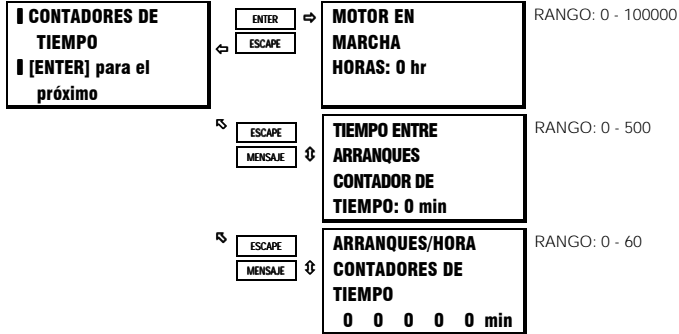 ▌CONTADORES DE
TIEMPO
▌[ENTER] para el
próximo
ENTER
ESCAPE
MOTOR EN
MARCHA
HORAS: 0 hr
RANGO: 0 - 100000
ESCAPE
MENSAJE
TIEMPO ENTRE
ARRANQUES
CONTADOR DE
TIEMPO: 0 min
RANGO: 0 - 500
ESCAPE
MENSAJE
ARRANQUES/HORA
CONTADORES DE
TIEMPO
0 0 0 0 0 min
RANGO: 0 - 60